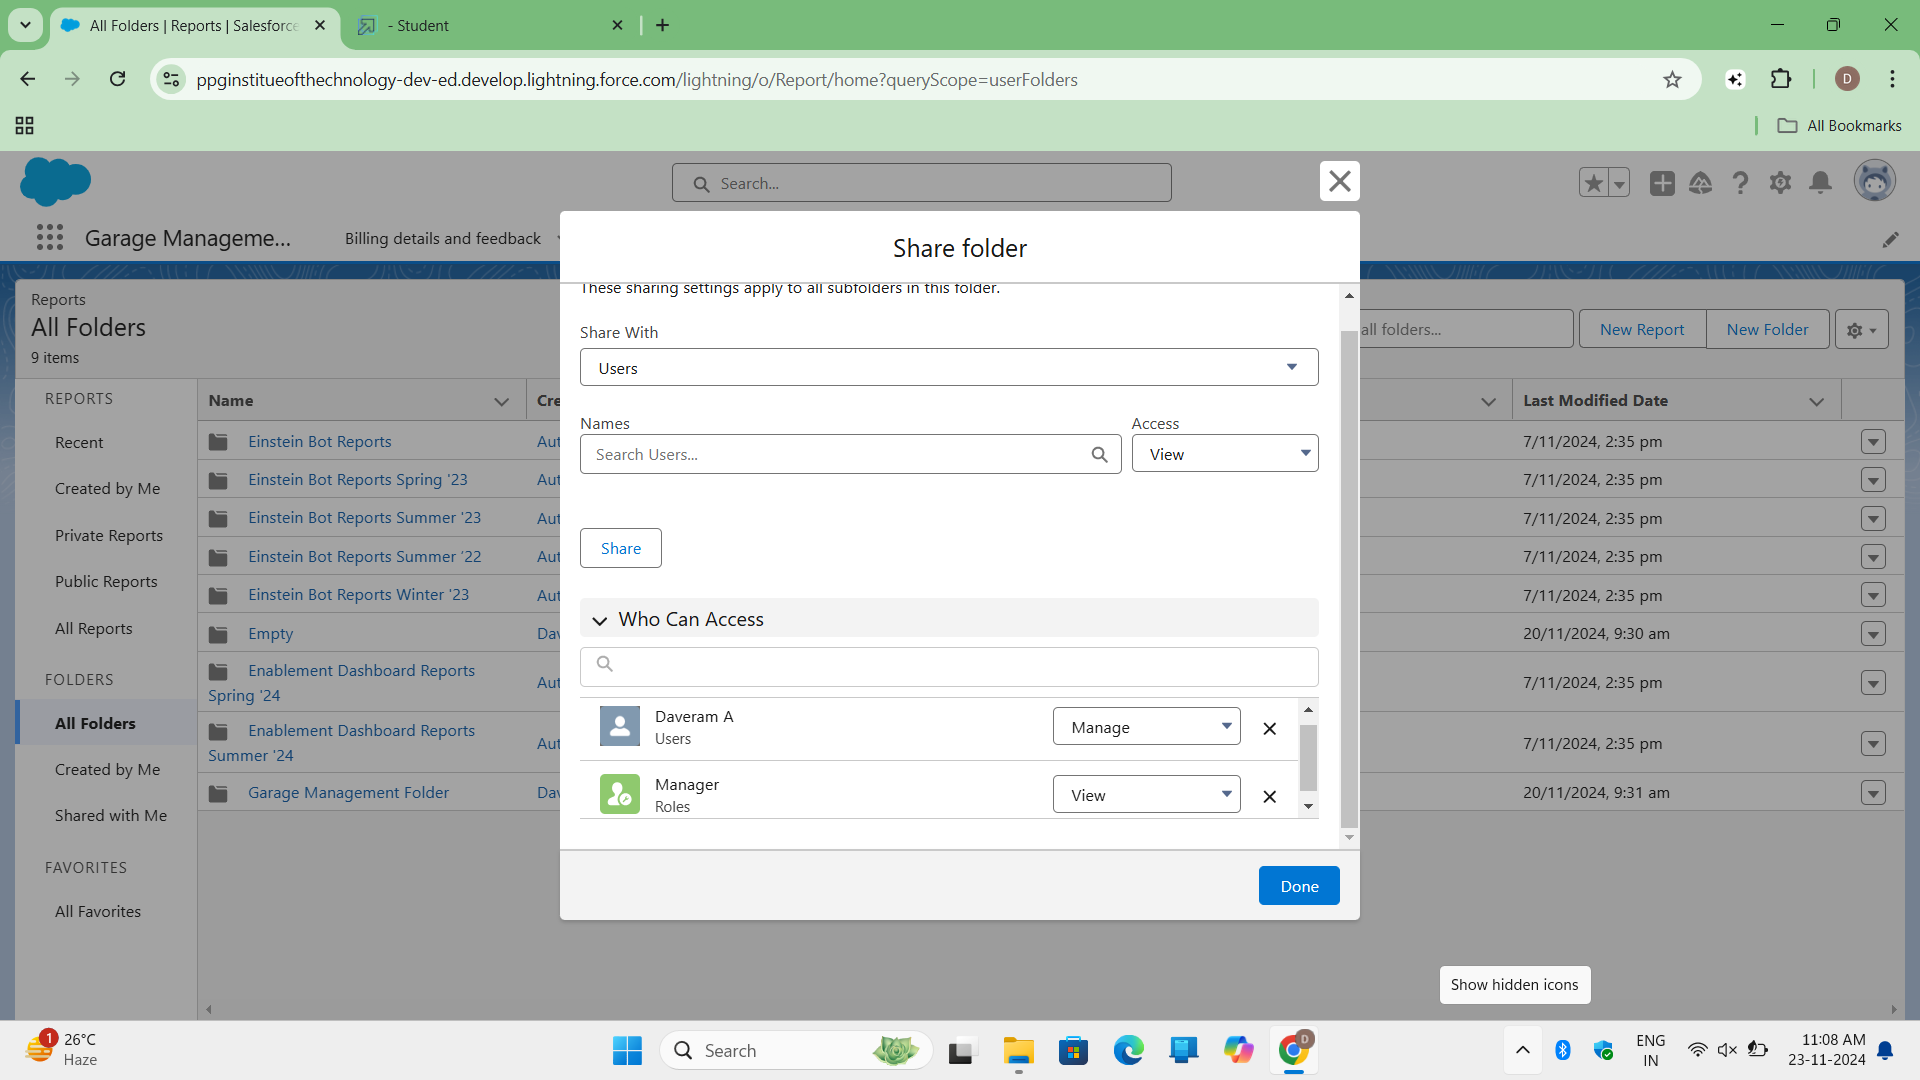 All Folders | Reports | Salesforce
- Student
ppginstitueofthechnology-dev-ed.develop.lightning.force.com/lightning/o/Report/home?queryScope=userFolders
D
All Bookmarks
Search...
Garage Manageme...
Billing details and feedback
Share folder
These sharing settings apply to all subfolders in this folder.
Share With
Users
Names
Access
Search Users...
View
Share
Who Can Access
Daveram A
Users
Manage
Manager
Roles
View
Done
Reports
All Folders
9 items
all folders...
New Report
New Folder
REPORTS
Recent
Created by Me
Private Reports
Public Reports
All Reports
FOLDERS
All Folders
Created by Me
Shared with Me
FAVORITES
All Favorites
Name
Cre
Last Modified Date
Einstein Bot Reports
Aut
7/11/2024, 2:35 pm
Einstein Bot Reports Spring '23
Aut
7/11/2024, 2:35 pm
Einstein Bot Reports Summer '23
Aut
7/11/2024, 2:35 pm
Einstein Bot Reports Summer '22
Aut
7/11/2024, 2:35 pm
Einstein Bot Reports Winter '23
Aut
7/11/2024, 2:35 pm
Empty
Dav
20/11/2024, 9:30 am
Enablement Dashboard Reports
Spring '24
Aut
7/11/2024, 2:35 pm
Enablement Dashboard Reports
Summer '24
Aut
7/11/2024, 2:35 pm
Garage Management Folder
Dav
20/11/2024, 9:31 am
Show hidden icons
1
26°C
Haze
Search
D
ENG
IN
11:08 AM
23-11-2024